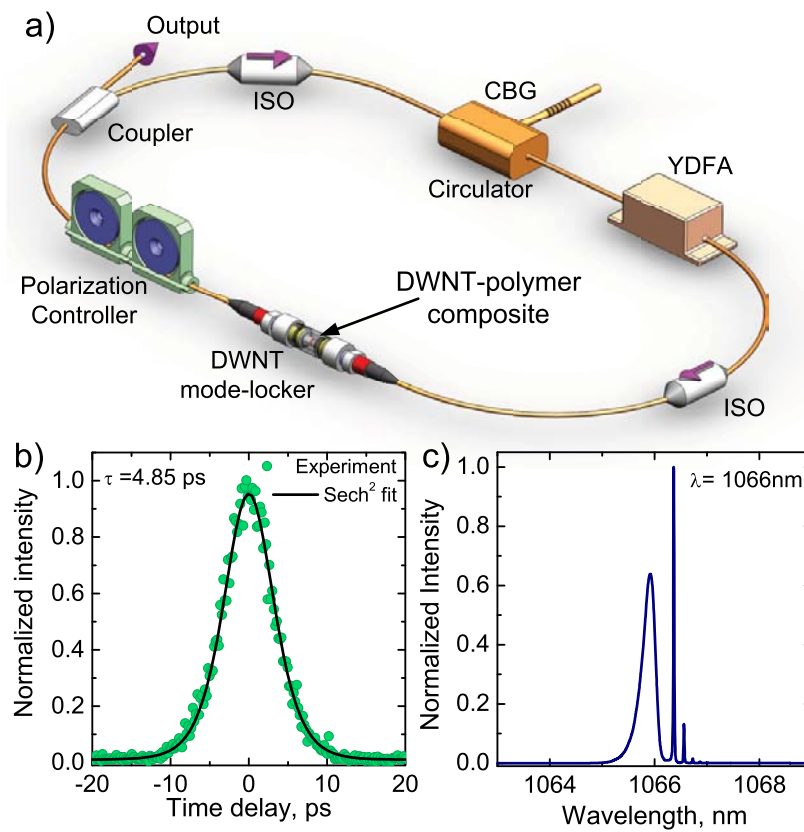 a)
Output
ISO
Coupler
CBG
Circulator
YDFA
Polarization
Controller
DWNT-polymer
composite
DWNT
mode-locker
ISO
b)
τ =4.85 ps
Experiment
Sech² fit
Normalized intensity
1.0
0.8
0.6
0.4
0.2
0.0
-20
-10
0
10
20
Time delay, ps
c)
λ= 1066nm
Normalized Intensity
1.0
0.8
0.6
0.4
0.2
0.0
1064
1066
1068
Wavelength, nm